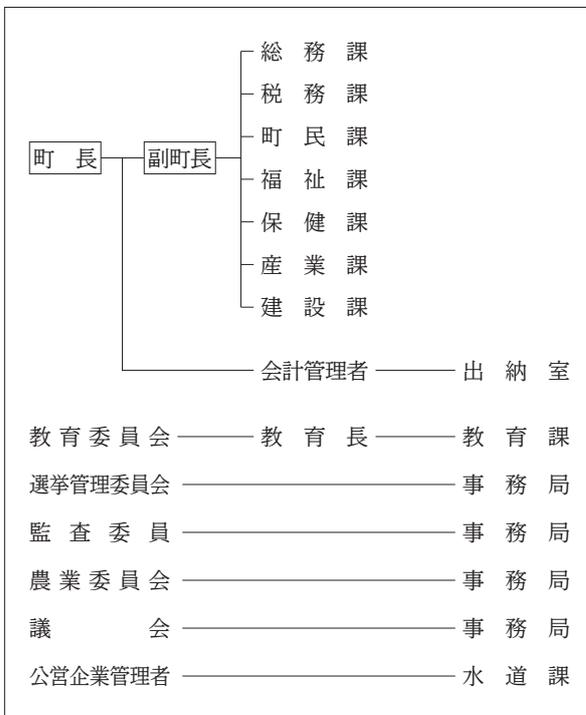 総務課
税務課
町民課
町長 副町長
福祉課
保健課
産業課
建設課
会計管理者 出納室
教育委員会 教育長 教育課
選挙管理委員会 事務局
監査委員 事務局
農業委員会 事務局
議会 事務局
公営企業管理者 水道課